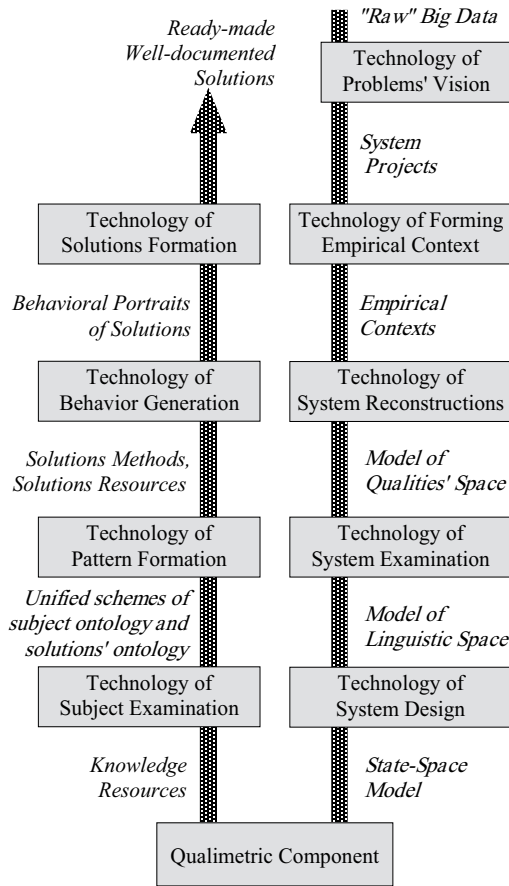 Ready-made
Well-documented
Solutions
"Raw" Big Data
Technology of
Problems' Vision
System
Projects
Technology of
Solutions Formation
Technology of Forming
Empirical Context
Behavioral Portraits
of Solutions
Empirical
Contexts
Technology of
Behavior Generation
Technology of
System Reconstructions
Solutions Methods,
Solutions Resources
Model of
Qualities' Space
Technology of
Pattern Formation
Technology of
System Examination
Unified schemes of
subject ontology and
solutions' ontology
Model of
Linguistic Space
Technology of
Subject Examination
Technology of
System Design
Knowledge
Resources
State-Space
Model
Qualimetric Component